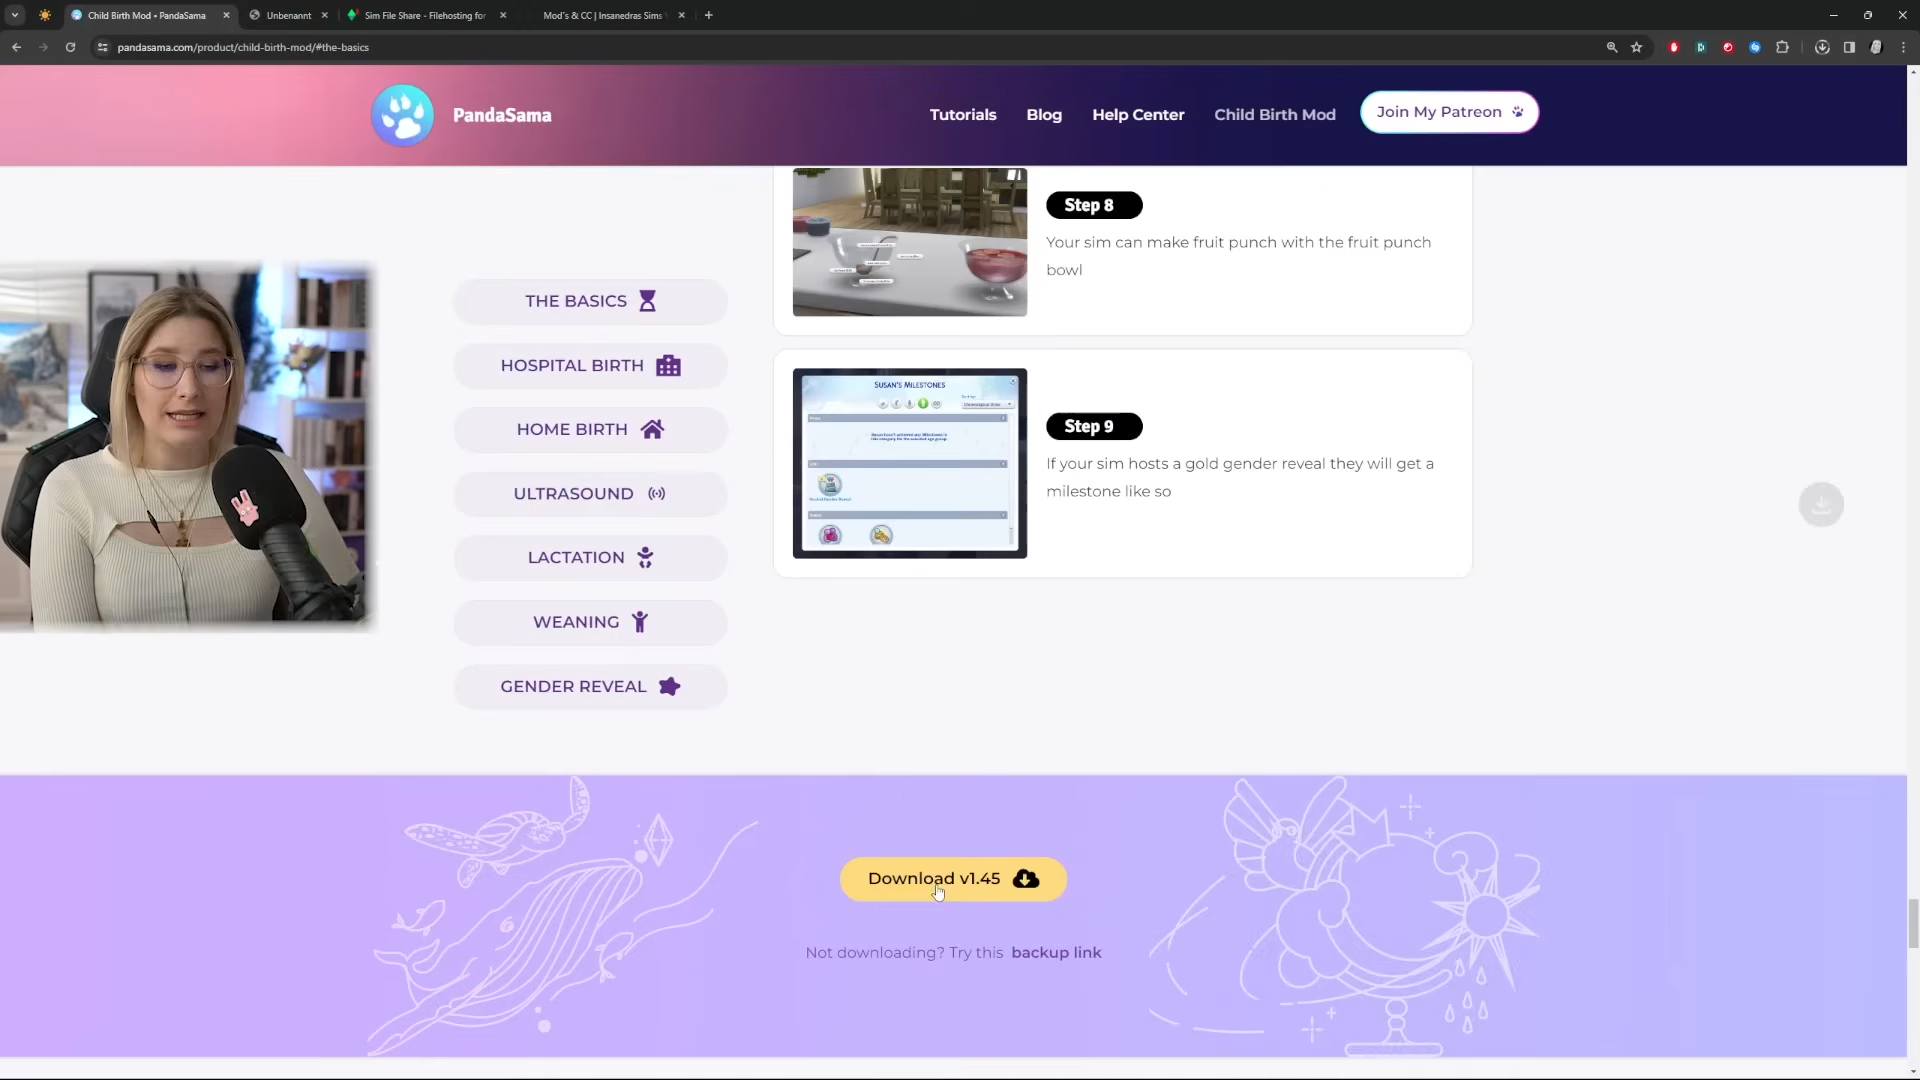 Child Birth Mod • PandaSama
Unbenannt
Sim File Share - Filehosting for
Mod's & CC | Insanedras Sims
pandasama.com/product/child-birth-mod/#the-basics
PandaSama
Tutorials
Blog
Help Center
Child Birth Mod
Join My Patreon
Step 8
Your sim can make fruit punch with the fruit punch
bowl
THE BASICS
HOSPITAL BIRTH
HOME BIRTH
ULTRASOUND
LACTATION
WEANING
GENDER REVEAL
SUSAN'S MILESTONES
Step 9
If your sim hosts a gold gender reveal they will get a
milestone like so
Download v1.45
Not downloading? Try this backup link